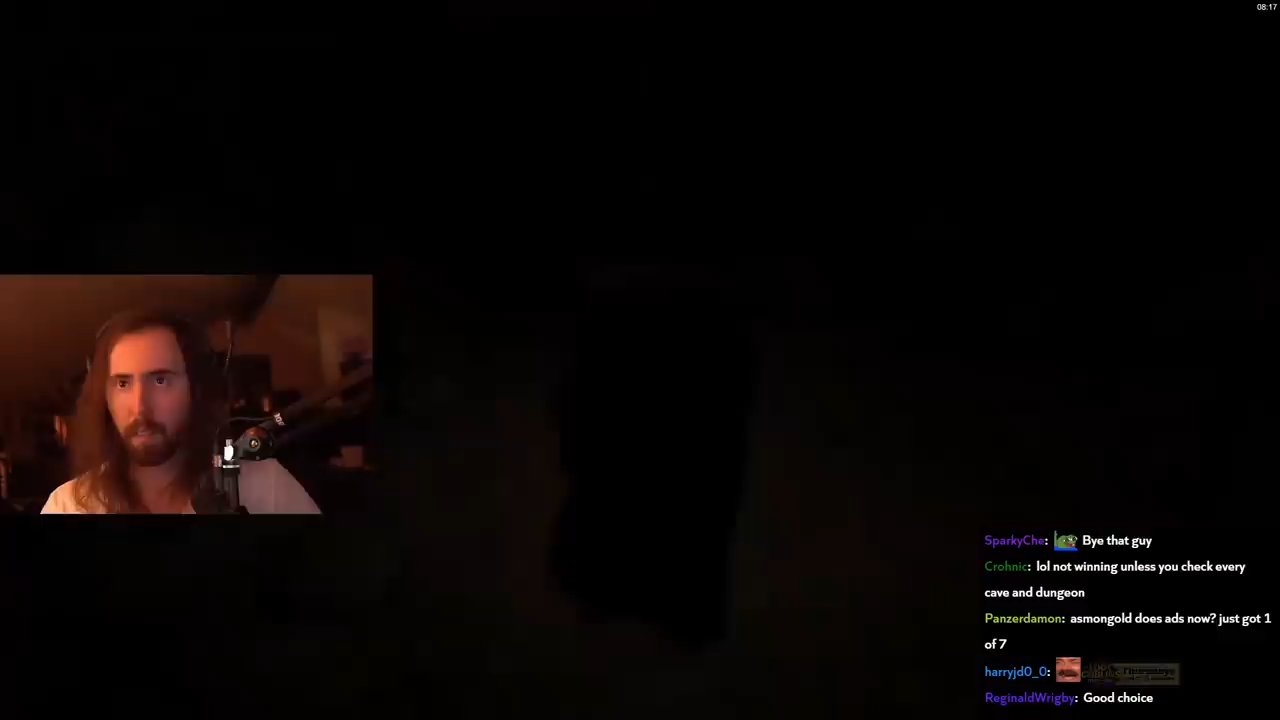 08:17
SparkyChe: Bye that guy
Crohnic: lol not winning unless you check every
cave and dungeon
Panzerdamon: asmongold does ads now? just got 1
of 7
harryjd0_0:
ReginaldWrigby: Good choice